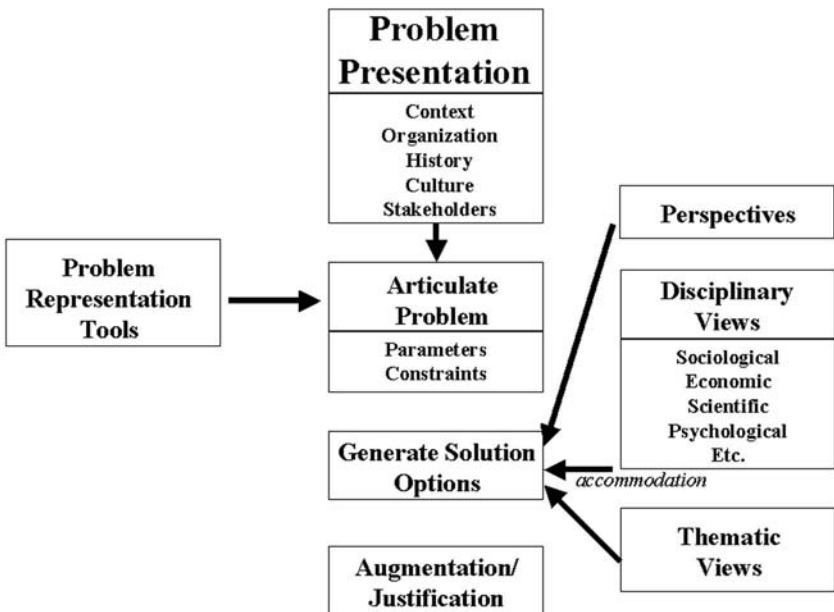 Problem
Presentation
Context
Organization
History
Culture
Stakeholders
Problem
Representation
Tools
Articulate
Problem
Parameters
Constraints
Perspectives
Disciplinary
Views
Sociological
Economic
Scientific
Psychological
Etc.
Generate Solution
Options
accommodation
Thematic
Views
Augmentation/
Justification